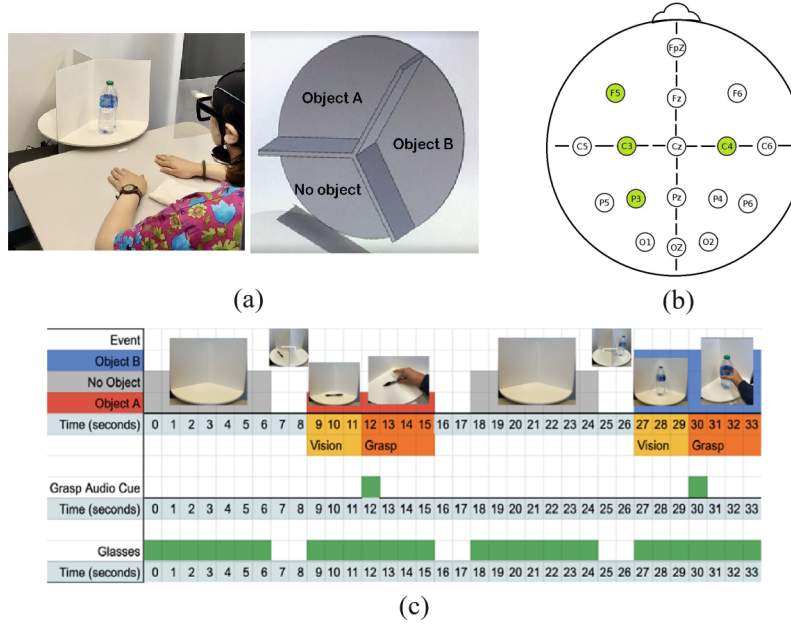 Object A
Object B
No object
(a)
FpZ
F5
Fz
F6
C5
C3
Cz
C4
C6
P5
P3
Pz
P4
P6
O1
OZ
O2
(b)
Event
Object B
No Object
Object A
Time (seconds) 0 1 2 3 4 5 6 7 8 9 10 11 12 13 14 15 16 17 18 19 20 21 22 23 24 25 26 27 28 29 30 31 32 33
Vision Grasp Vision Grasp
Grasp Audio Cue
Time (seconds) 0 1 2 3 4 5 6 7 8 9 10 11 12 13 14 15 16 17 18 19 20 21 22 23 24 25 26 27 28 29 30 31 32 33
Glasses
Time (seconds) 0 1 2 3 4 5 6 7 8 9 10 11 12 13 14 15 16 17 18 19 20 21 22 23 24 25 26 27 28 29 30 31 32 33
(c)